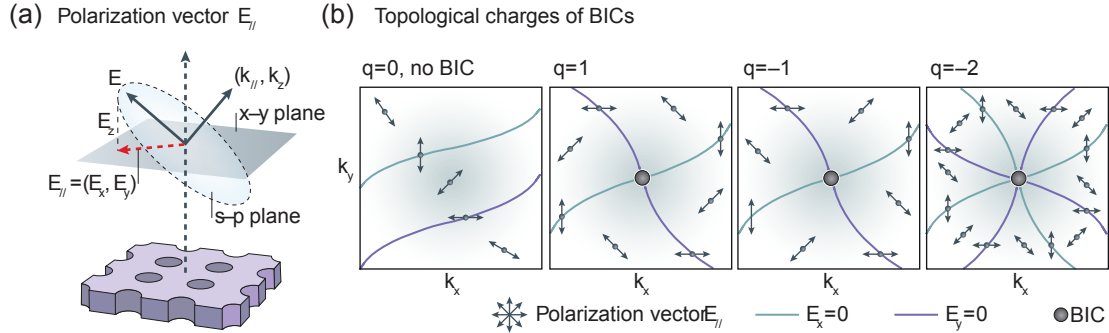 (a) Polarization vector E//
E
(k//, kz)
x–y plane
Ez
E// =(Ex, Ey)
s–p plane
(b) Topological charges of BICs
q=0, no BIC
q=1
q=–1
q=–2
ky
kx
kx
kx
kx
Polarization vector E//
Ex=0
Ey=0
BIC